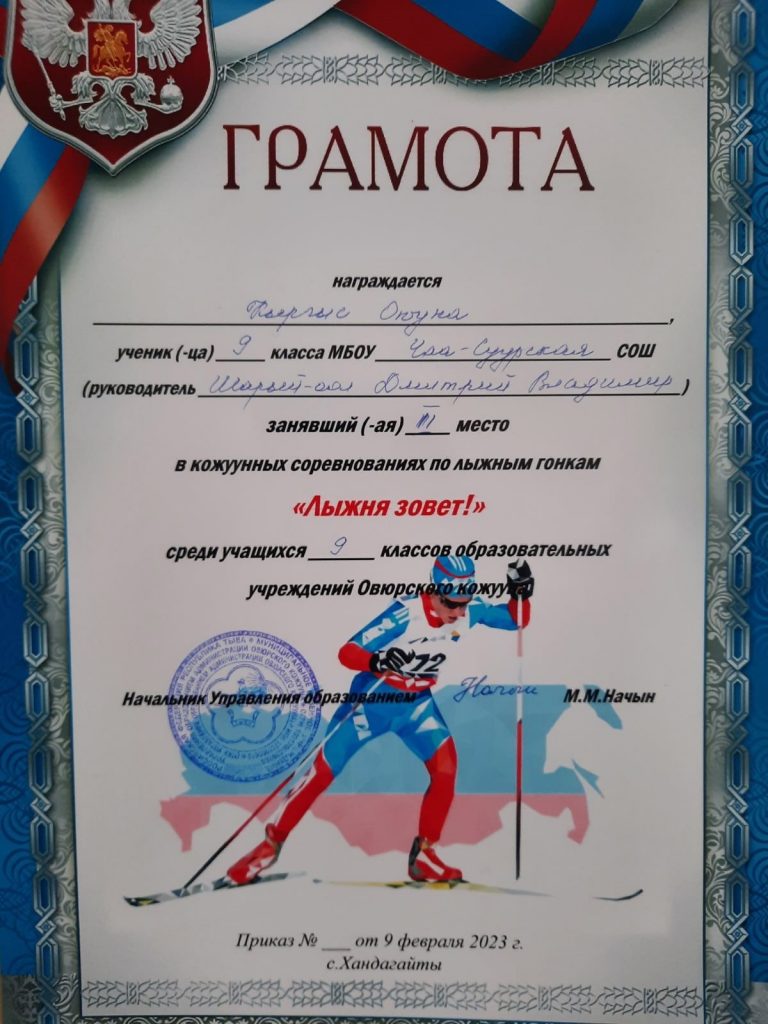 ГРАМОТА
награждается
Кыргыс Окуна,
ученик (-ца) 9 класса МБОУ Чаа-Суурская СОШ
(руководитель Шарый-оол Дмитрий Владимир)
занявший (-ая) III место
в кожуунных соревнованиях по лыжным гонкам
«Лыжня зовет!»
среди учащихся 9 классов образовательных
учреждений Овюрского кожууна
72
Начальник Управления образованием М.М.Начын
Приказ № ___ от 9 февраля 2023 г.
с.Хандагайты